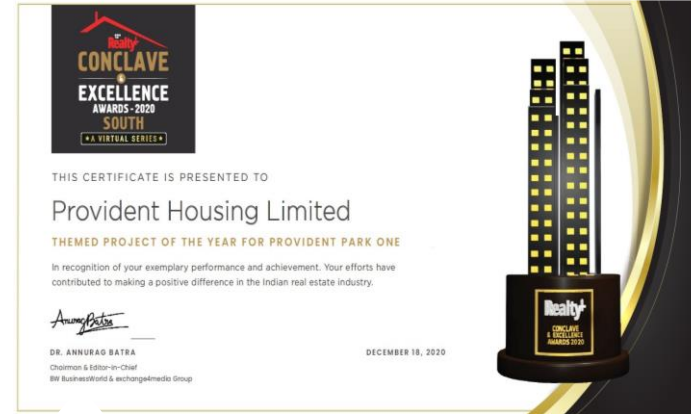 12th
Realty+
CONCLAVE
&
EXCELLENCE
AWARDS - 2020
SOUTH
★ A VIRTUAL SERIES ★
THIS CERTIFICATE IS PRESENTED TO
Provident Housing Limited
THEMED PROJECT OF THE YEAR FOR PROVIDENT PARK ONE
In recognition of your exemplary performance and achievement. Your efforts have
contributed to making a positive difference in the Indian real estate industry.
Anurag Batra
DR. ANNURAG BATRA
DECEMBER 18, 2020
Chairman & Editor-in-Chief
BW BusinessWorld & exchange4media Group
Realty+
CONCLAVE
& EXCELLENCE
AWARDS 2020